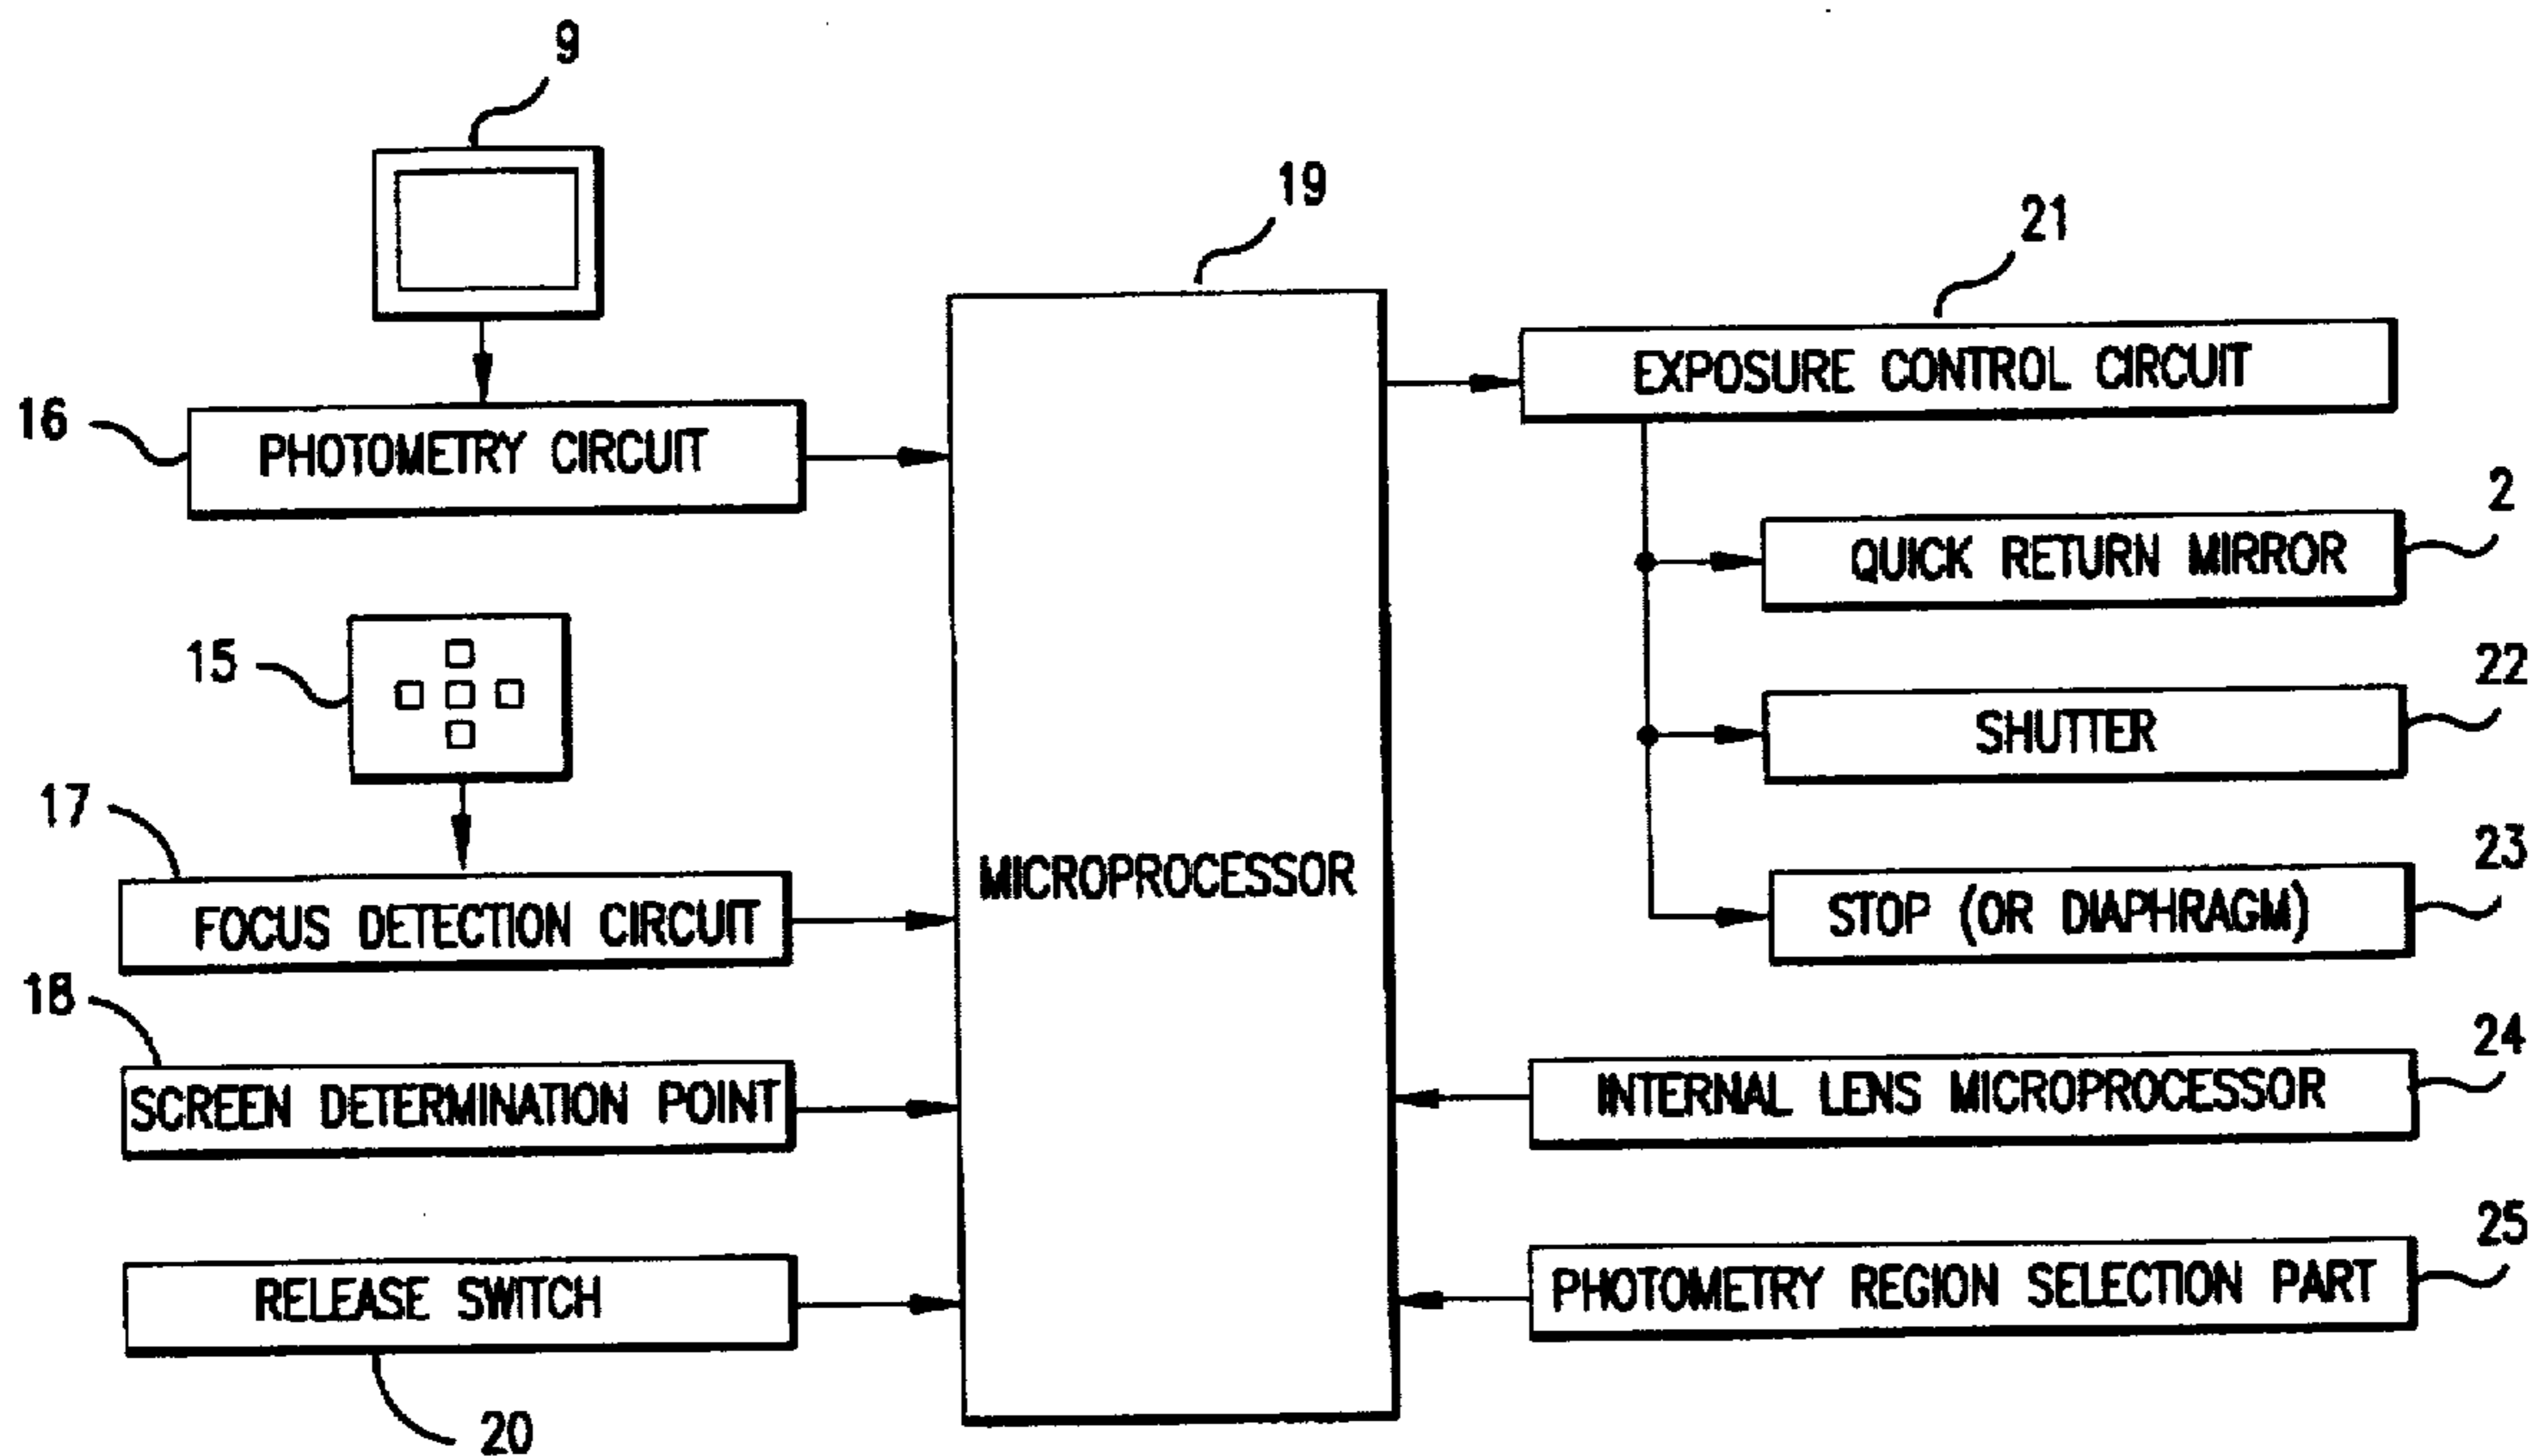 9
19
21
EXPOSURE CONTROL CIRCUIT
16
PHOTOMETRY CIRCUIT
2
QUICK RETURN MIRROR
15
22
SHUTTER
17
MICROPROCESSOR
23
STOP (OR DIAPHRAGM)
FOCUS DETECTION CIRCUIT
18
24
SCREEN DETERMINATION POINT
INTERNAL LENS MICROPROCESSOR
25
RELEASE SWITCH
PHOTOMETRY REGION SELECTION PART
20